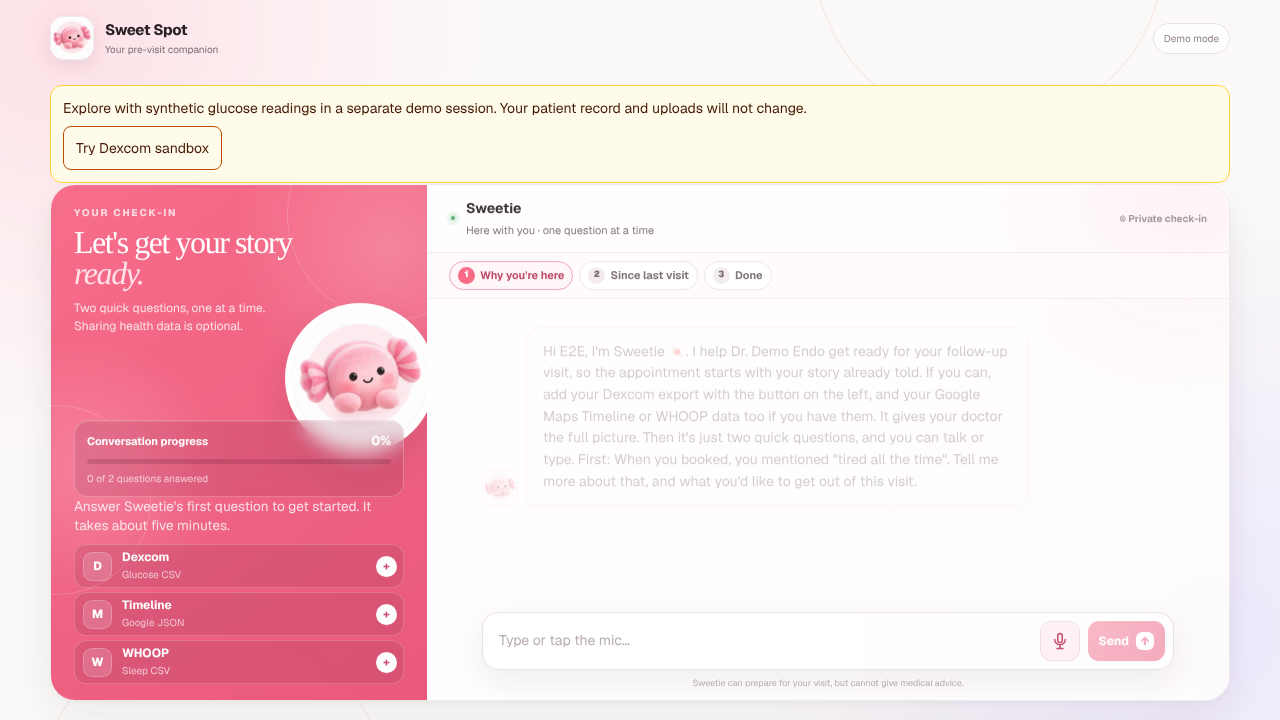 Sweet Spot
Your pre-visit companion
Demo mode
Explore with synthetic glucose readings in a separate demo session. Your patient record and uploads will not change.
Try Dexcom sandbox
YOUR CHECK-IN
Let's get your story
ready.
Two quick questions, one at a time.
Sharing health data is optional.
Conversation progress
0%
0 of 2 questions answered
Answer Sweetie's first question to get started. It
takes about five minutes.
D
Dexcom
Glucose CSV
+
M
Timeline
Google JSON
+
W
WHOOP
Sleep CSV
+
Sweetie
Here with you · one question at a time
Private check-in
1 Why you're here
2 Since last visit
3 Done
Hi E2E, I'm Sweetie 🍬. I help Dr. Demo Endo get ready for your follow-up
visit, so the appointment starts with your story already told. If you can,
add your Dexcom export with the button on the left, and your Google
Maps Timeline or WHOOP data too if you have them. It gives your doctor
the full picture. Then it's just two quick questions, and you can talk or
type. First: When you booked, you mentioned "tired all the time". Tell me
more about that, and what you'd like to get out of this visit.
Type or tap the mic...
Send
Sweetie can prepare for your visit, but cannot give medical advice.